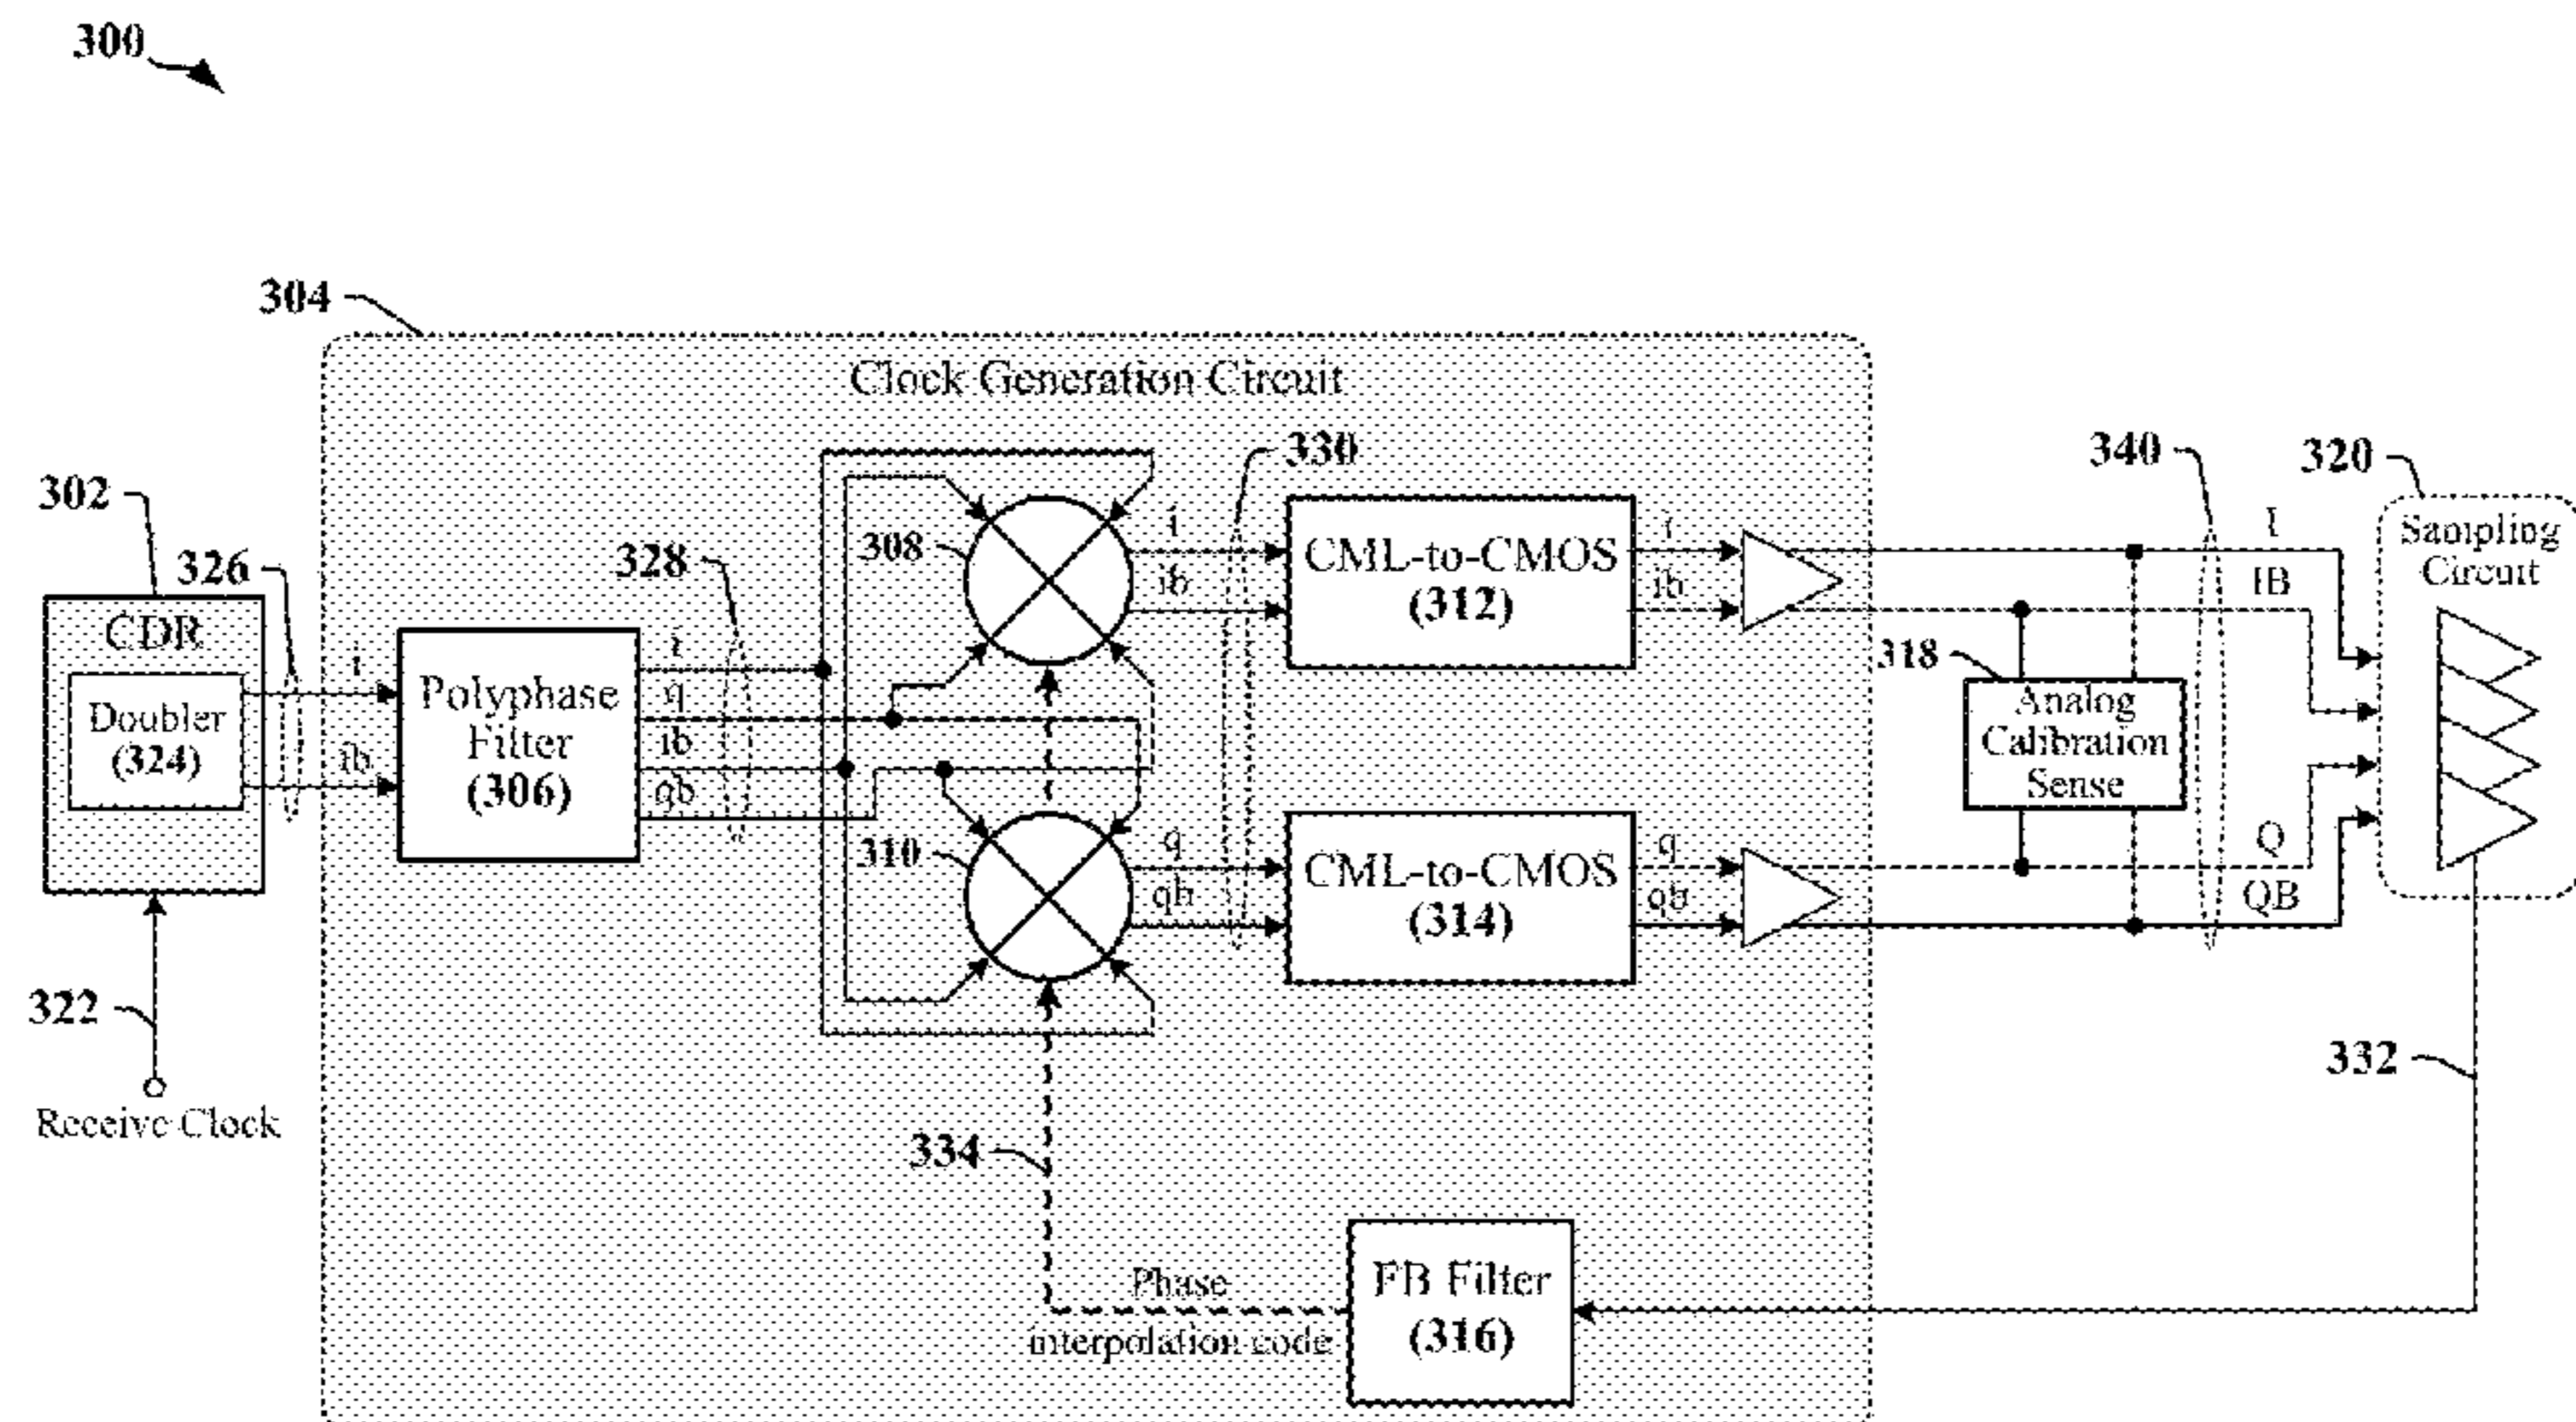 300
304
Clock Generation Circuit
302
326
CDR
Doubler
(324)
i
ib
322
Receive Clock
Polyphase
Filter
(306)
328
i
q
ib
qb
308
310
330
i
ib
q
qb
CML-to-CMOS
(312)
i
ib
CML-to-CMOS
(314)
q
qb
318
Analog
Calibration
Sense
340
I
IB
Q
QB
320
Sampling
Circuit
332
334
Phase
interpolation code
FB Filter
(316)